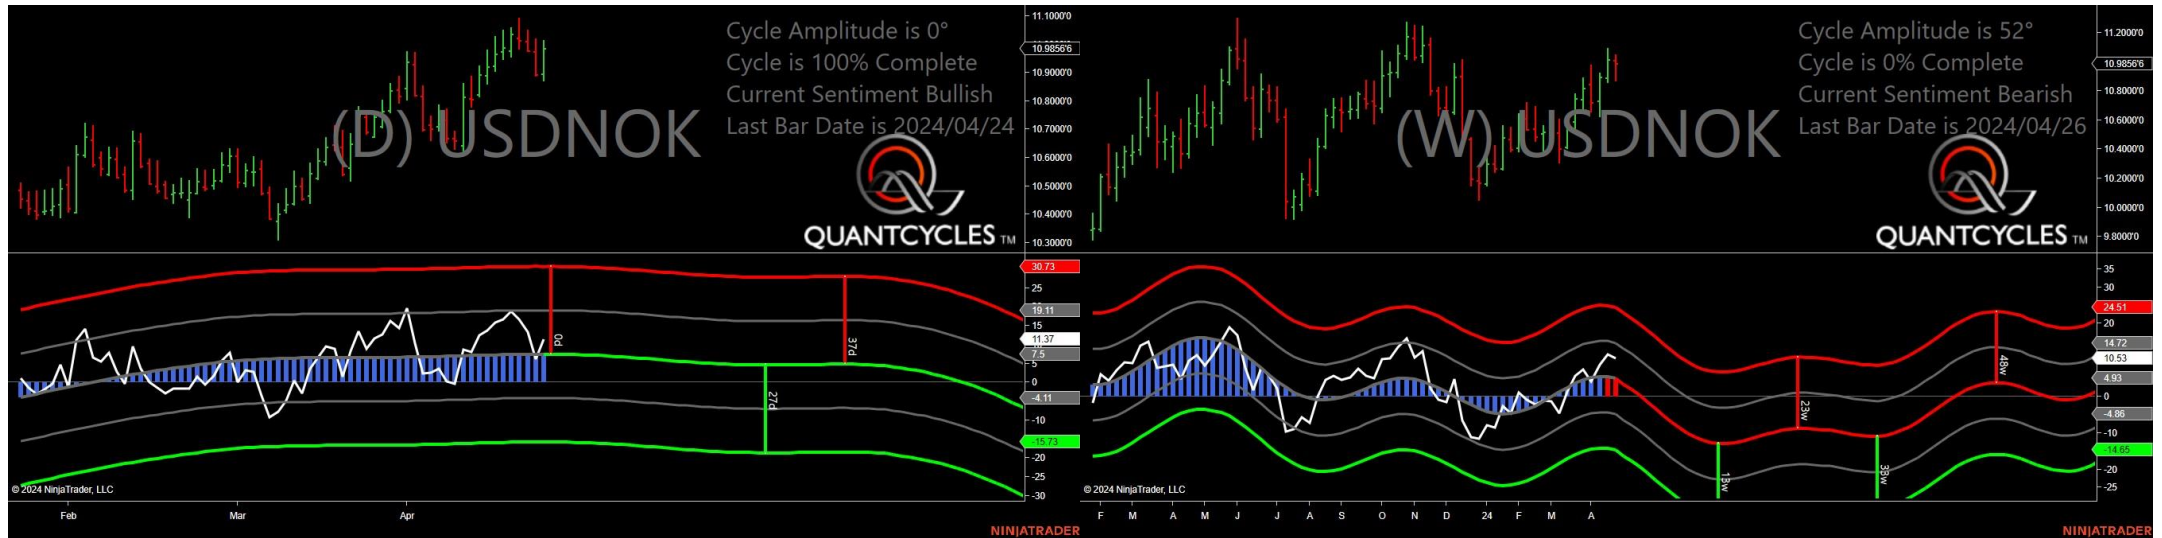 Cycle Amplitude is 0°
Cycle is 100% Complete
Current Sentiment Bullish
Last Bar Date is 2024/04/24
(D) USDNOK
QUANTCYCLES TM
11.1000'0
10.9856'6
10.9000'0
10.8000'0
10.7000'0
10.6000'0
10.5000'0
10.4000'0
10.3000'0
30.73
25
19.11
15
11.37
7.5
5
0
-4.11
-10
-15.73
-20
-25
-30
0d
27d
37d
© 2024 NinjaTrader, LLC
Feb Mar Apr
NINJATRADER
Cycle Amplitude is 52°
Cycle is 0% Complete
Current Sentiment Bearish
Last Bar Date is 2024/04/26
(W) USDNOK
QUANTCYCLES TM
11.2000'0
10.9856'6
10.8000'0
10.6000'0
10.4000'0
10.2000'0
10.0000'0
9.8000'0
35
30
24.51
20
14.72
10.53
4.93
0
-4.86
-10
-14.65
-20
-25
13w
23w
38w
48w
© 2024 NinjaTrader, LLC
F M A M J J A S O N D 24 F M A
NINJATRADER